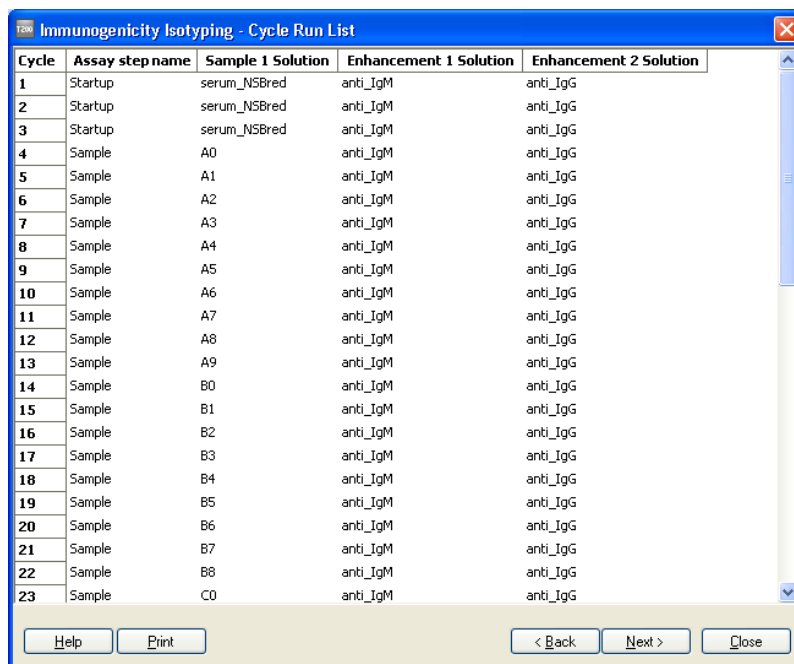 T200 Immunogenicity Isotyping - Cycle Run List
Cycle Assay step name Sample 1 Solution Enhancement 1 Solution Enhancement 2 Solution
1 Startup serum_NSBred anti_IgM anti_IgG
2 Startup serum_NSBred anti_IgM anti_IgG
3 Startup serum_NSBred anti_IgM anti_IgG
4 Sample A0 anti_IgM anti_IgG
5 Sample A1 anti_IgM anti_IgG
6 Sample A2 anti_IgM anti_IgG
7 Sample A3 anti_IgM anti_IgG
8 Sample A4 anti_IgM anti_IgG
9 Sample A5 anti_IgM anti_IgG
10 Sample A6 anti_IgM anti_IgG
11 Sample A7 anti_IgM anti_IgG
12 Sample A8 anti_IgM anti_IgG
13 Sample A9 anti_IgM anti_IgG
14 Sample B0 anti_IgM anti_IgG
15 Sample B1 anti_IgM anti_IgG
16 Sample B2 anti_IgM anti_IgG
17 Sample B3 anti_IgM anti_IgG
18 Sample B4 anti_IgM anti_IgG
19 Sample B5 anti_IgM anti_IgG
20 Sample B6 anti_IgM anti_IgG
21 Sample B7 anti_IgM anti_IgG
22 Sample B8 anti_IgM anti_IgG
23 Sample C0 anti_IgM anti_IgG
Help Print < Back Next > Close